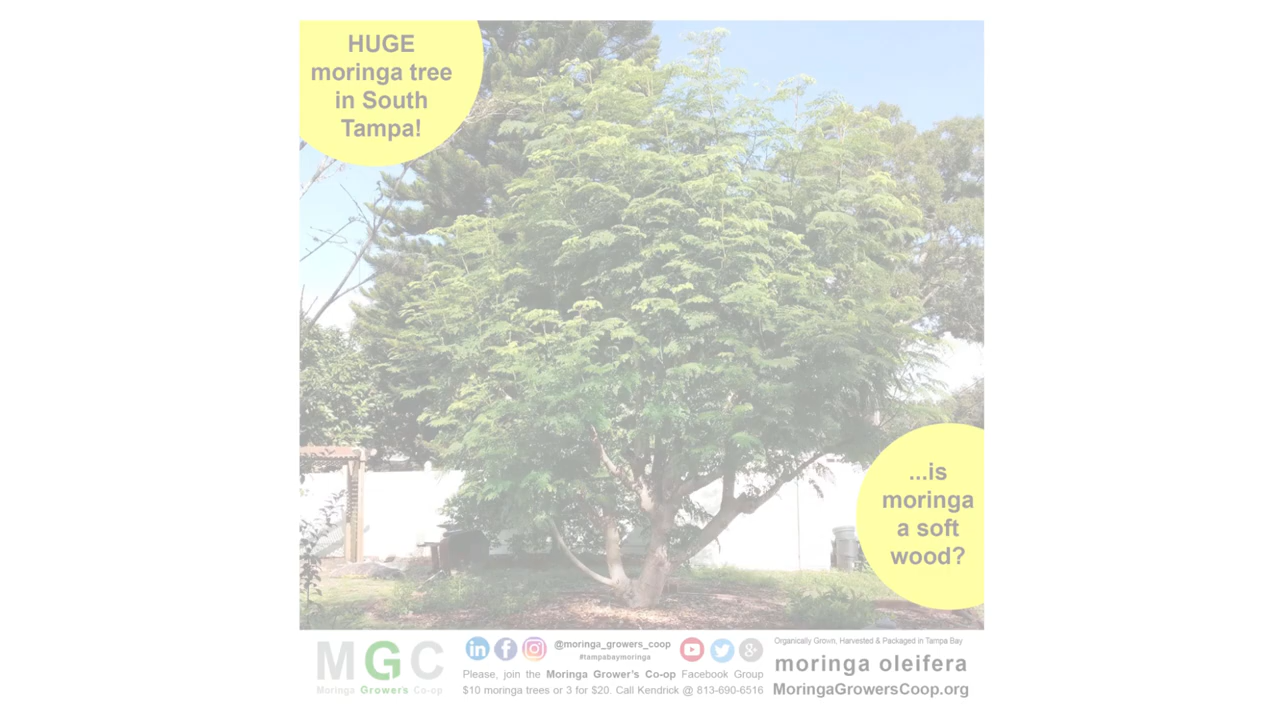 HUGE
moringa tree
in South
Tampa!
...is
moringa
a soft
wood?
MGC
Moringa Grower's Co-op
@moringa_growers_coop
#tampabaymoringa
Please, join the Moringa Grower's Co-op Facebook Group
$10 moringa trees or 3 for $20. Call Kendrick @ 813-690-6516
Organically Grown, Harvested & Packaged in Tampa Bay
moringa oleifera
MoringaGrowersCoop.org